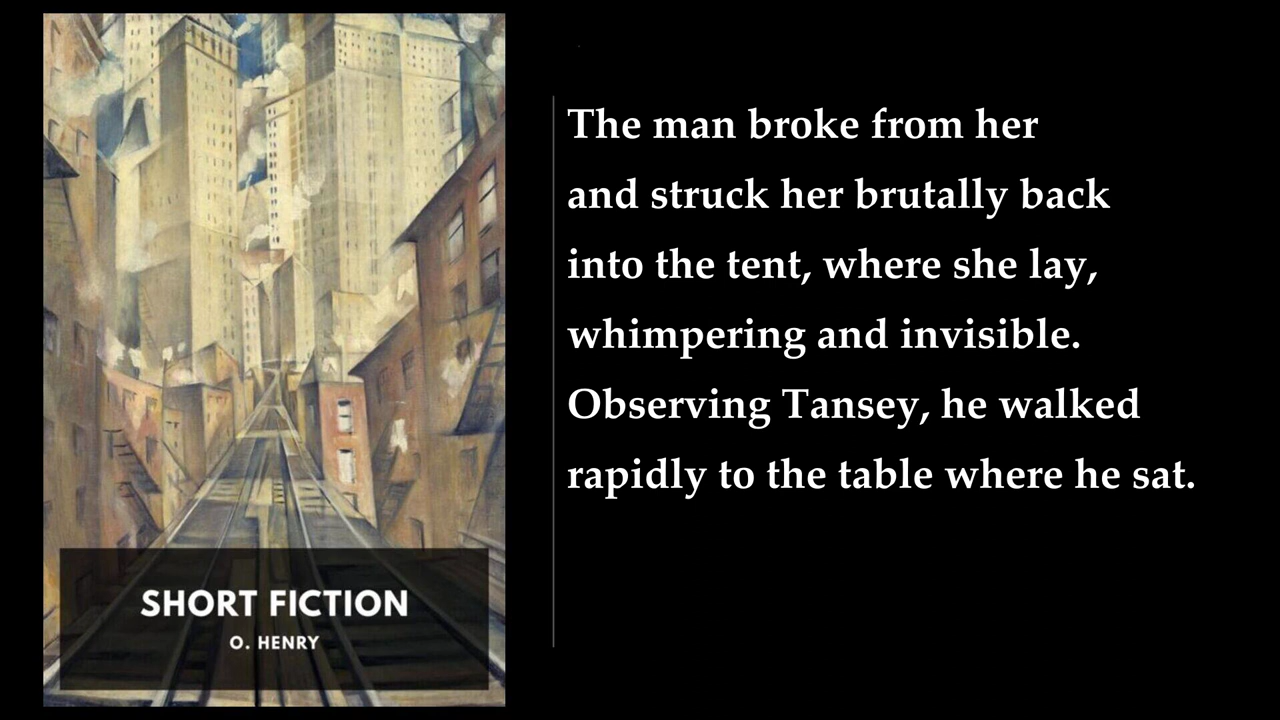 The man broke from her
and struck her brutally back
into the tent, where she lay,
whimpering and invisible.
Observing Tansey, he walked
rapidly to the table where he sat.
SHORT FICTION
O. HENRY